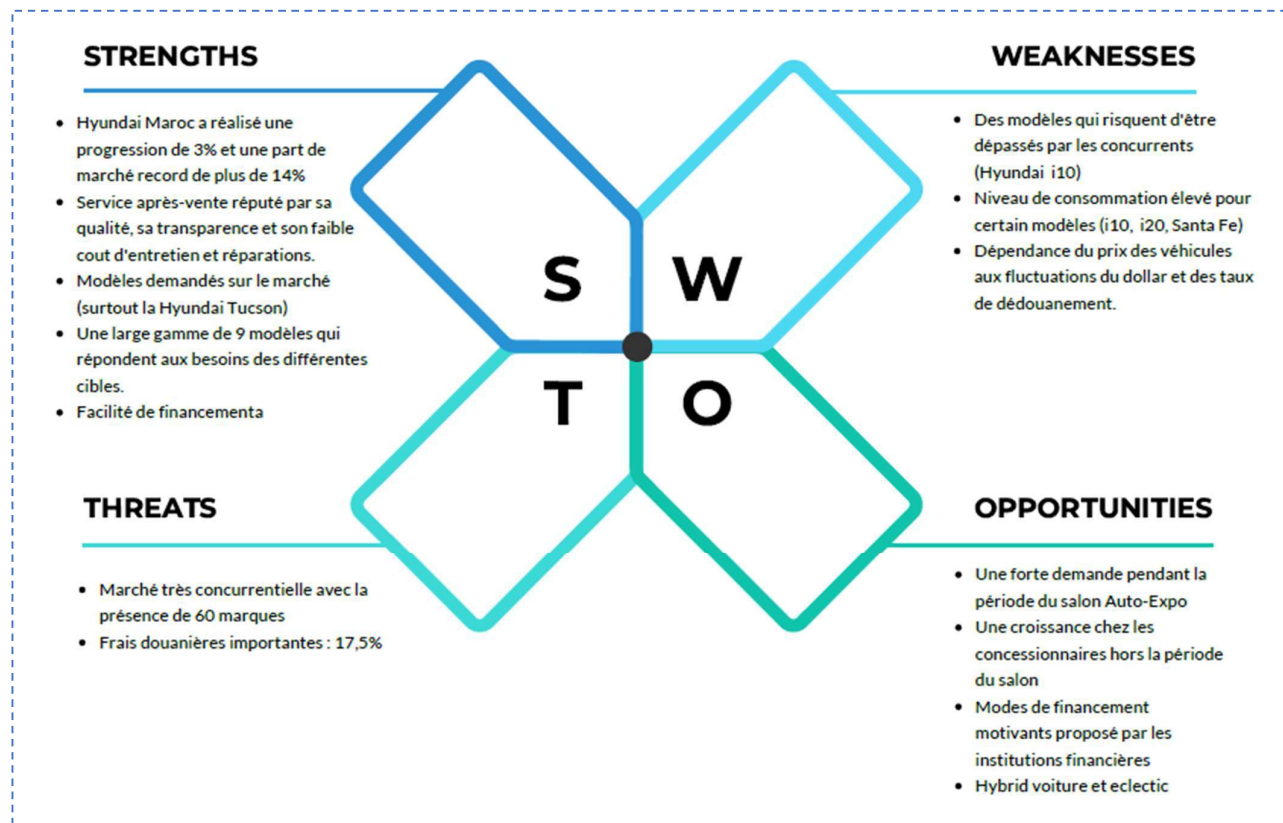 STRENGTHS
• Hyundai Maroc a réalisé une
progression de 3% et une part de
marché record de plus de 14%
• Service après-vente réputé par sa
qualité, sa transparence et son faible
cout d'entretien et réparations.
• Modèles demandés sur le marché
(surtout la Hyundai Tucson)
• Une large gamme de 9 modèles qui
répondent aux besoins des différentes
cibles.
• Facilité de financementa
WEAKNESSES
• Des modèles qui risquent d'être
dépassés par les concurrents
(Hyundai i10)
• Niveau de consommation élevé pour
certain modèles (i10, i20, Santa Fe)
• Dépendance du prix des véhicules
aux fluctuations du dollar et des taux
de dédouanement.
S W
T O
THREATS
• Marché très concurrentielle avec la
présence de 60 marques
• Frais douanières importantes : 17,5%
OPPORTUNITIES
• Une forte demande pendant la
période du salon Auto-Expo
• Une croissance chez les
concessionnaires hors la période
du salon
• Modes de financement
motivants proposé par les
institutions financières
• Hybrid voiture et eclectic